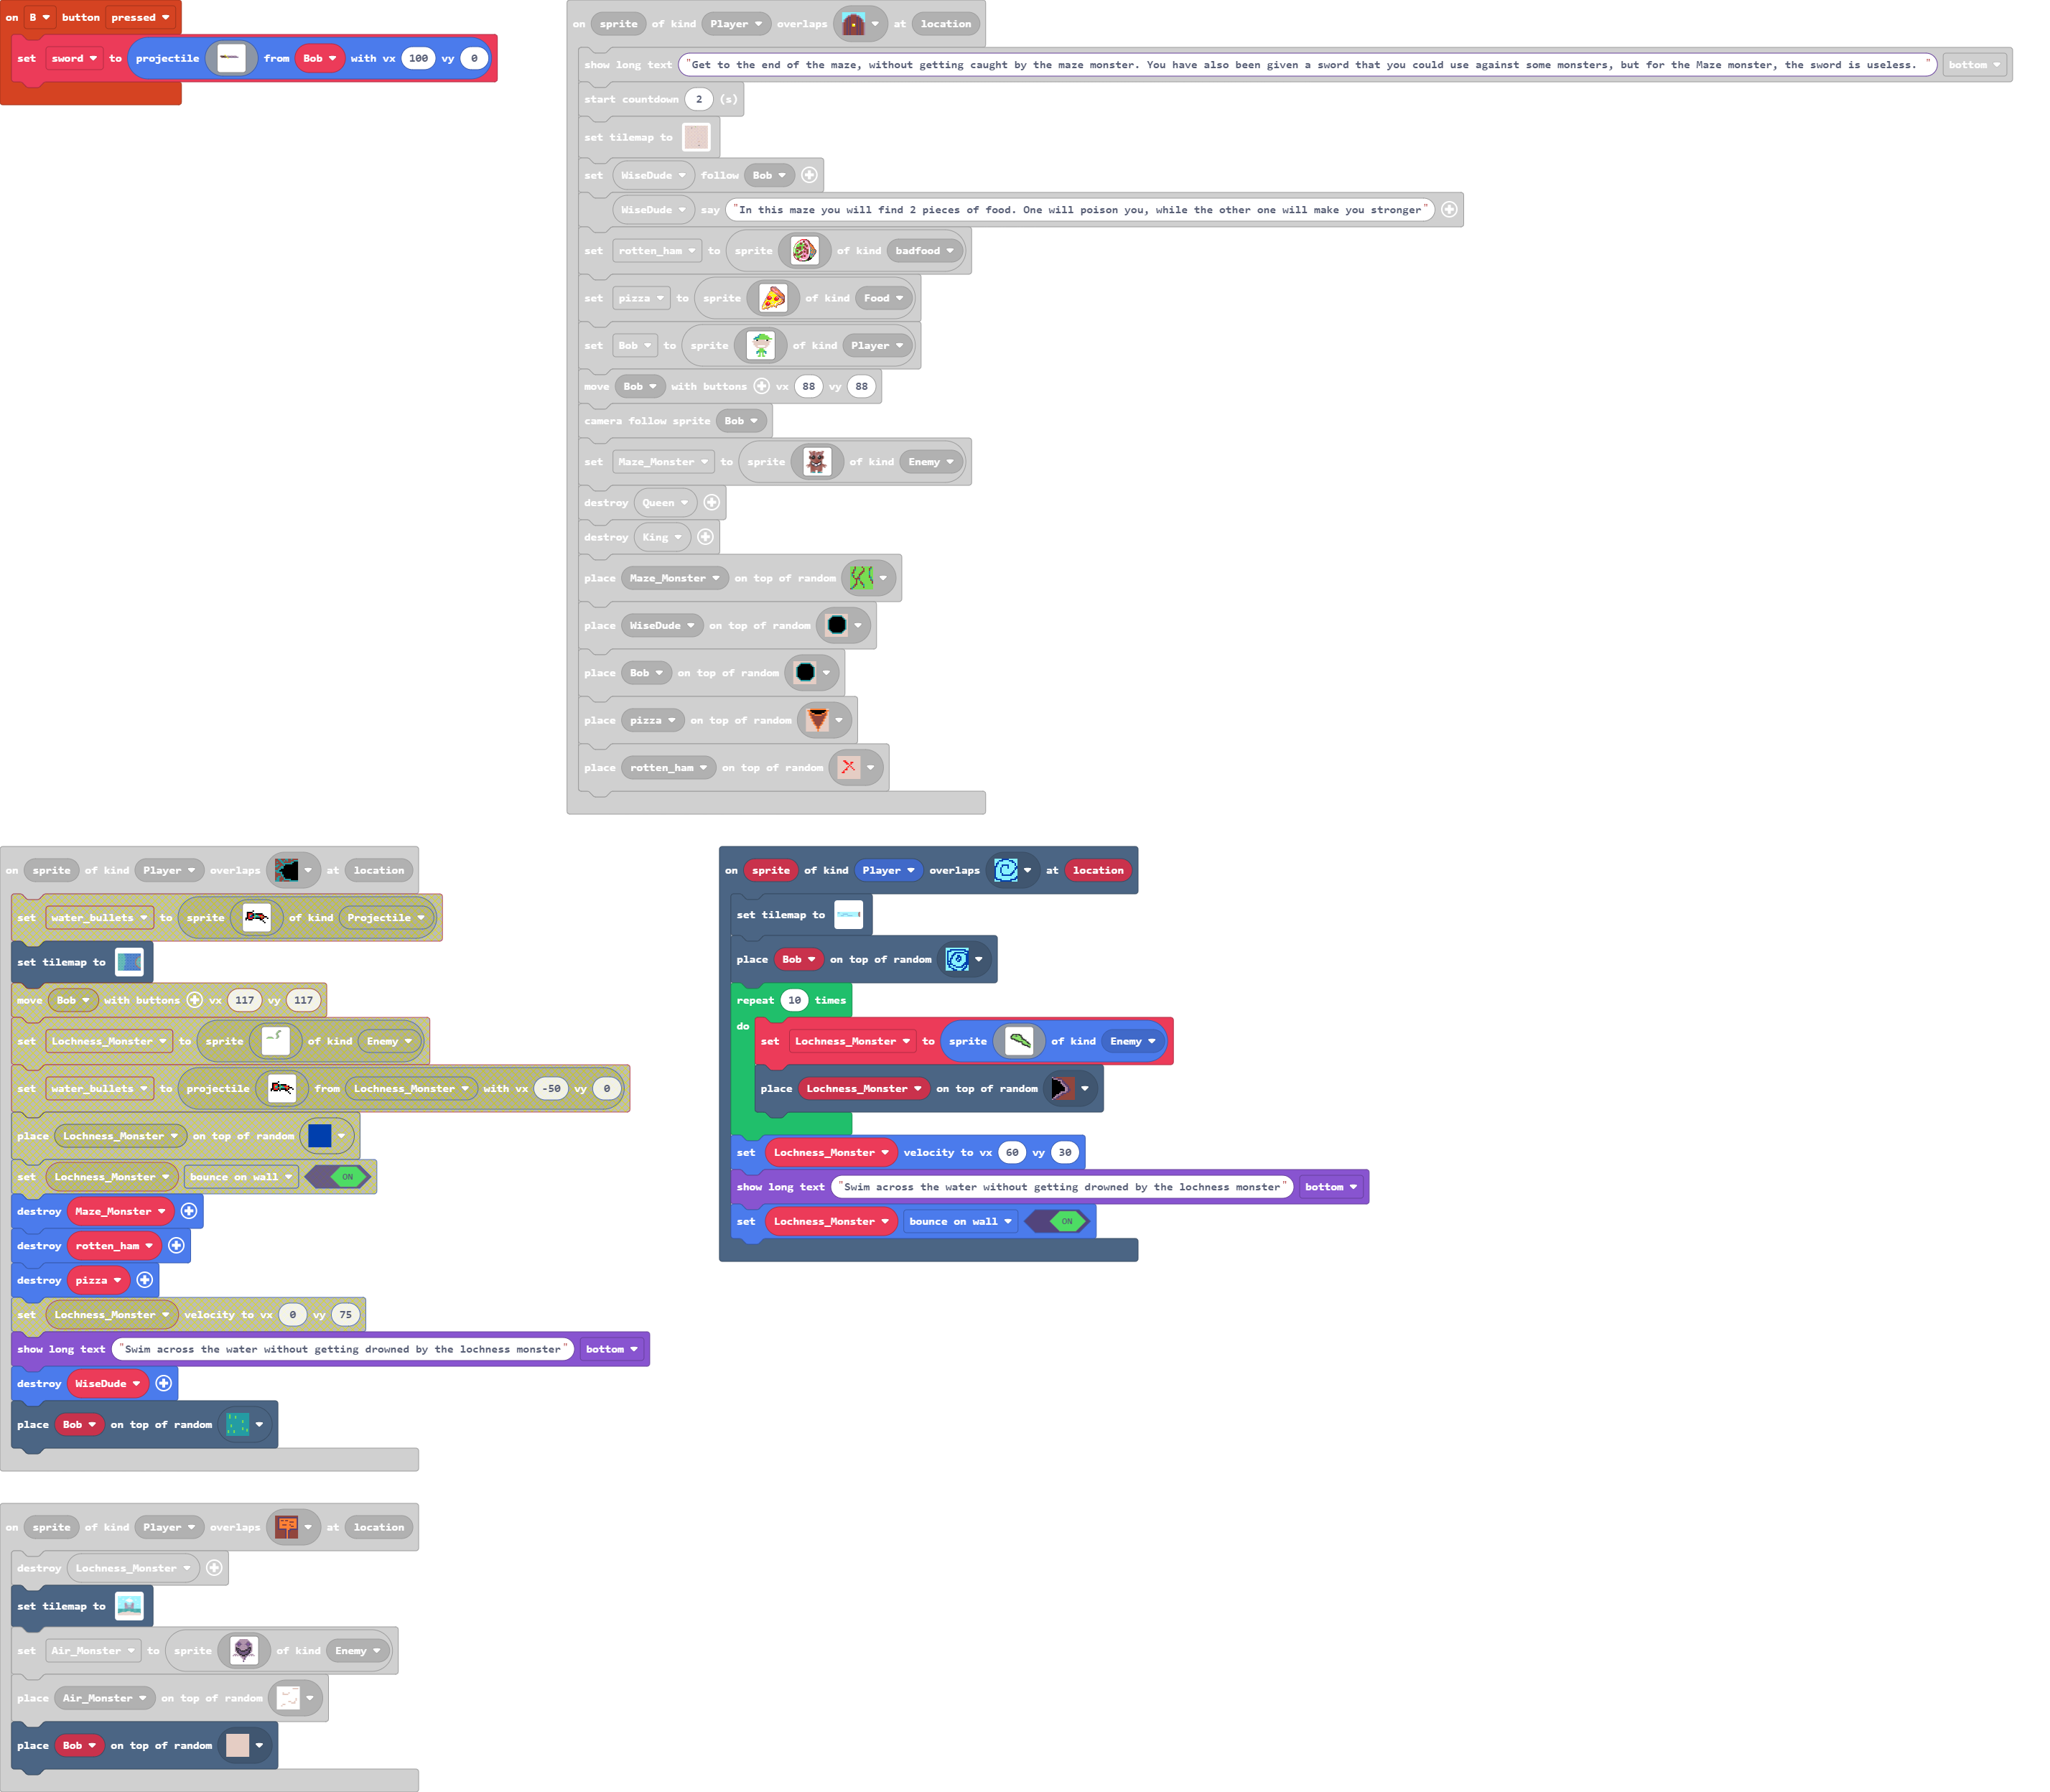 on B button pressed
set sword to projectile from Bob with vx 100 vy 0
on sprite of kind Player overlaps at location
show long text "Get to the end of the maze, without getting caught by the maze monster. You have also been given a sword that you could use against some monsters, but for the Maze monster, the sword is useless. " bottom
start countdown 2 (s)
set tilemap to
set WiseDude follow Bob
WiseDude say "In this maze you will find 2 pieces of food. One will poison you, while the other one will make you stronger"
set rotten_ham to sprite of kind badfood
set pizza to sprite of kind Food
set Bob to sprite of kind Player
move Bob with buttons vx 88 vy 88
camera follow sprite Bob
set Maze_Monster to sprite of kind Enemy
destroy Queen
destroy King
place Maze_Monster on top of random
place WiseDude on top of random
place Bob on top of random
place pizza on top of random
place rotten_ham on top of random
on sprite of kind Player overlaps at location
set water_bullets to sprite of kind Projectile
set tilemap to
move Bob with buttons vx 117 vy 117
set Lochness_Monster to sprite of kind Enemy
set water_bullets to projectile from Lochness_Monster with vx -50 vy 0
place Lochness_Monster on top of random
set Lochness_Monster bounce on wall ON
destroy Maze_Monster
destroy rotten_ham
destroy pizza
set Lochness_Monster velocity to vx 0 vy 75
show long text "Swim across the water without getting drowned by the lochness monster" bottom
destroy WiseDude
place Bob on top of random
on sprite of kind Player overlaps at location
set tilemap to
place Bob on top of random
repeat 10 times
do
set Lochness_Monster to sprite of kind Enemy
place Lochness_Monster on top of random
set Lochness_Monster velocity to vx 60 vy 30
show long text "Swim across the water without getting drowned by the lochness monster" bottom
set Lochness_Monster bounce on wall ON
on sprite of kind Player overlaps at location
destroy Lochness_Monster
set tilemap to
set Air_Monster to sprite of kind Enemy
place Air_Monster on top of random
place Bob on top of random